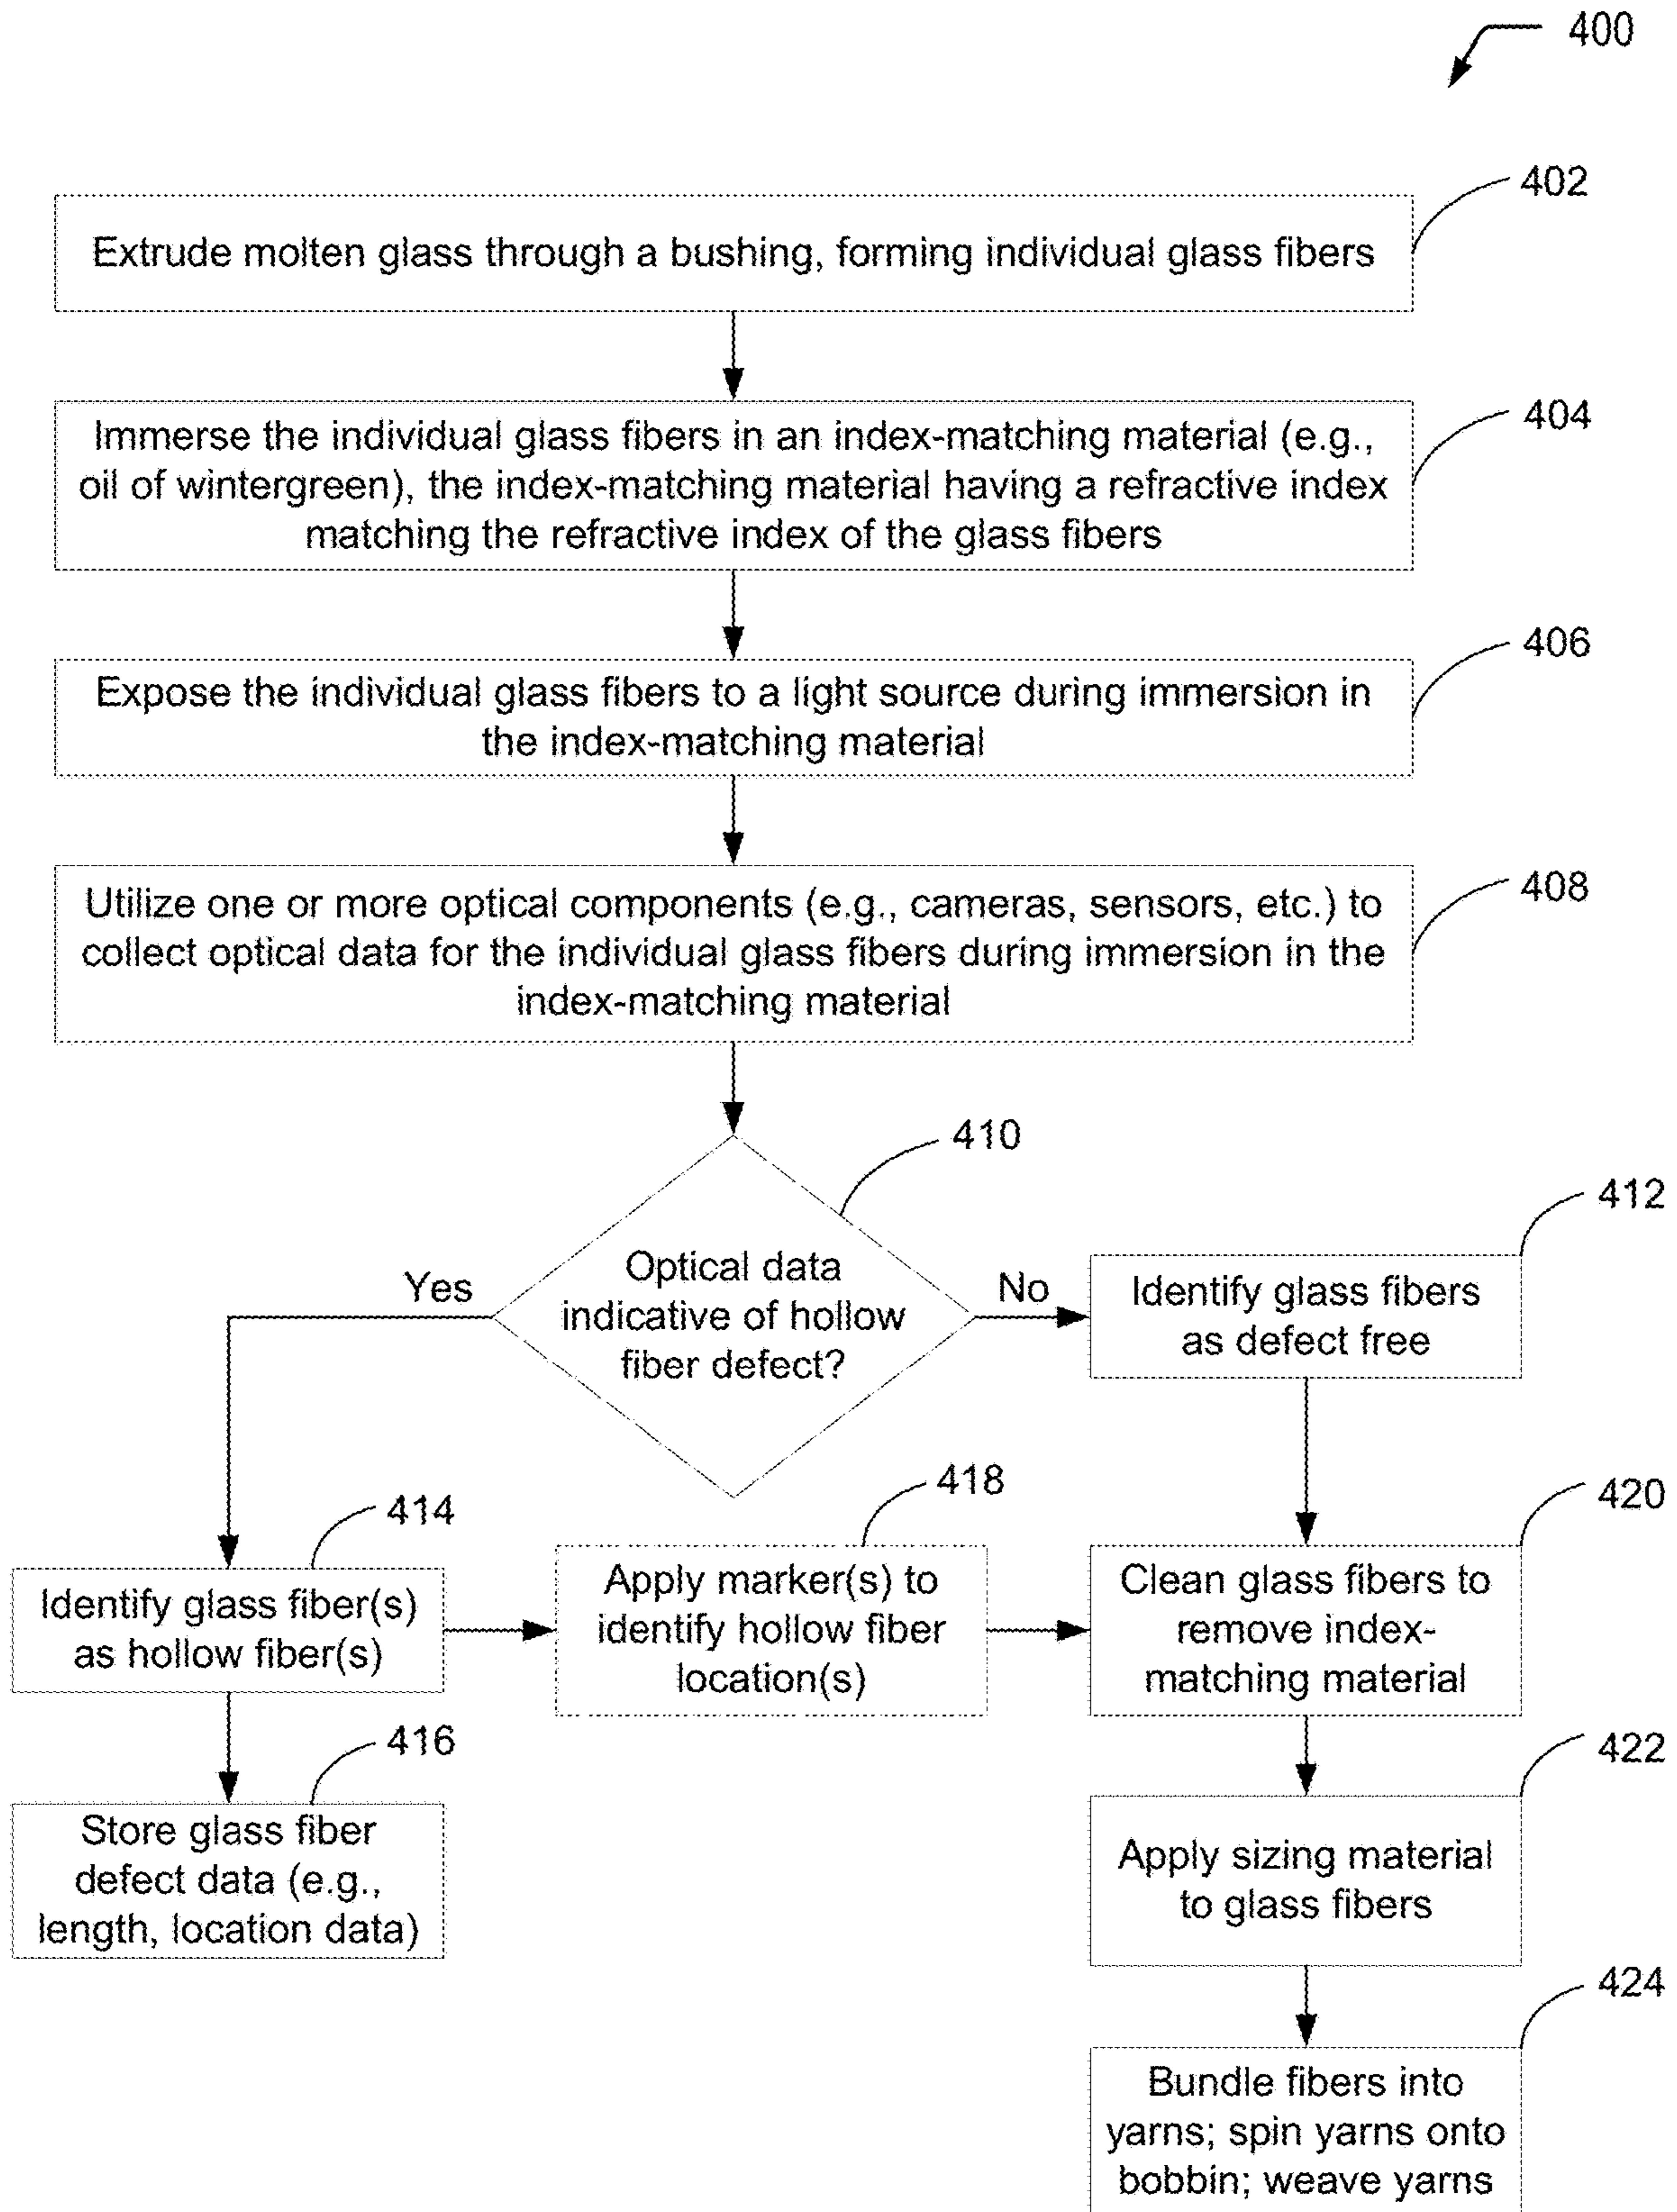 400
402
Extrude molten glass through a bushing, forming individual glass fibers
404
Immerse the individual glass fibers in an index-matching material (e.g.,
oil of wintergreen), the index-matching material having a refractive index
matching the refractive index of the glass fibers
406
Expose the individual glass fibers to a light source during immersion in
the index-matching material
408
Utilize one or more optical components (e.g., cameras, sensors, etc.) to
collect optical data for the individual glass fibers during immersion in the
index-matching material
410
Optical data
indicative of hollow
fiber defect?
Yes
No
412
Identify glass fibers
as defect free
414
Identify glass fiber(s)
as hollow fiber(s)
418
Apply marker(s) to
identify hollow fiber
location(s)
420
Clean glass fibers to
remove index-
matching material
416
Store glass fiber
defect data (e.g.,
length, location data)
422
Apply sizing material
to glass fibers
424
Bundle fibers into
yarns; spin yarns onto
bobbin; weave yarns